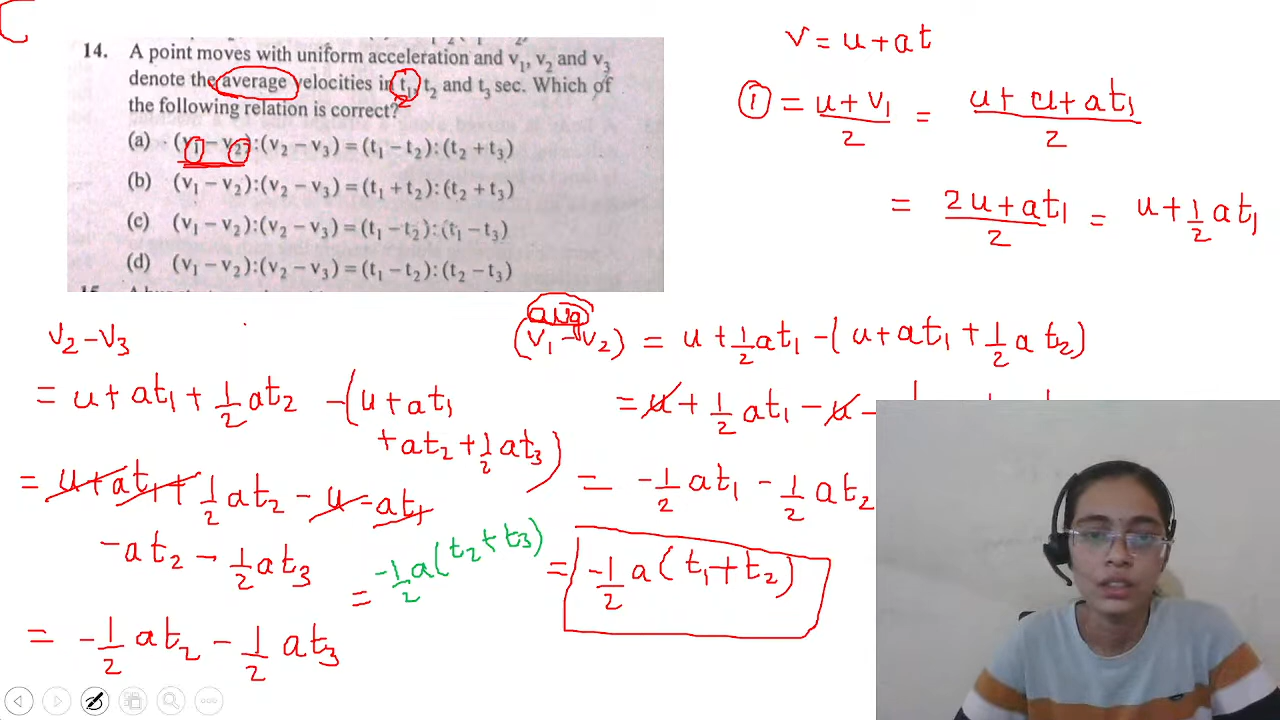 14. A point moves with uniform acceleration and v₁, v₂ and v₃
denote the average velocities in t₁, t₂ and t₃ sec. Which of
the following relation is correct?
(a) (v₁ − v₂):(v₂ − v₃) = (t₁ − t₂):(t₂ + t₃)
(b) (v₁ − v₂):(v₂ − v₃) = (t₁ + t₂):(t₂ + t₃)
(c) (v₁ − v₂):(v₂ − v₃) = (t₁ − t₂):(t₁ − t₃)
(d) (v₁ − v₂):(v₂ − v₃) = (t₁ − t₂):(t₂ − t₃)
v = u + at
① = u + v₁ / 2 = u + u + at₁ / 2
= 2u + at₁ / 2 = u + 1/2 at₁
avg
(v₁ − v₂) = u + 1/2 at₁ − (u + at₁ + 1/2 a t₂)
= u + 1/2 at₁ − u −
= −1/2 at₁ − 1/2 at₂
= −1/2 a (t₁ + t₂)
v₂ − v₃
= u + at₁ + 1/2 at₂ − (u + at₁
+ at₂ + 1/2 at₃)
= u + at₁ + 1/2 at₂ − u − at₁
− at₂ − 1/2 at₃
= −1/2 a (t₂ + t₃)
= −1/2 at₂ − 1/2 at₃